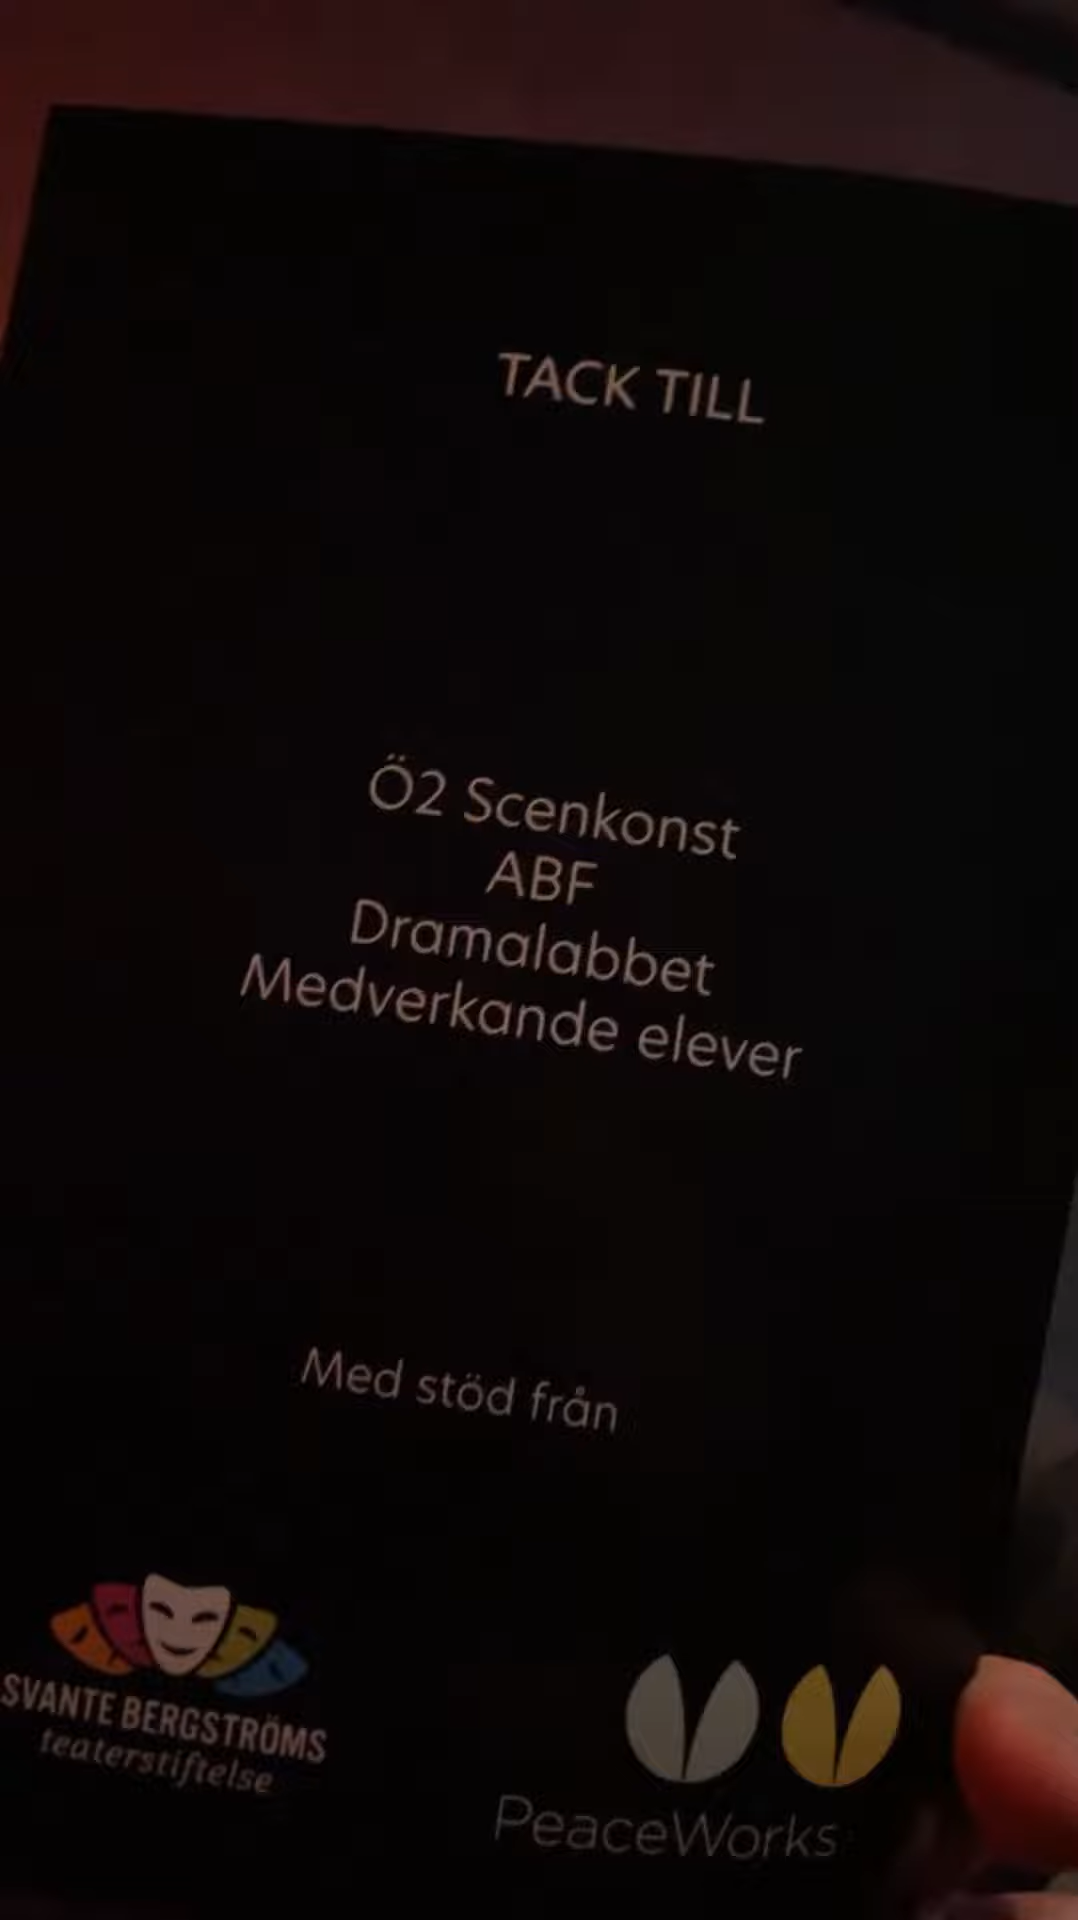 TACK TILL
Ö2 Scenkonst
ABF
Dramalabbet
Medverkande elever
Med stöd från
SVANTE BERGSTRÖMS
teaterstiftelse
PeaceWorks